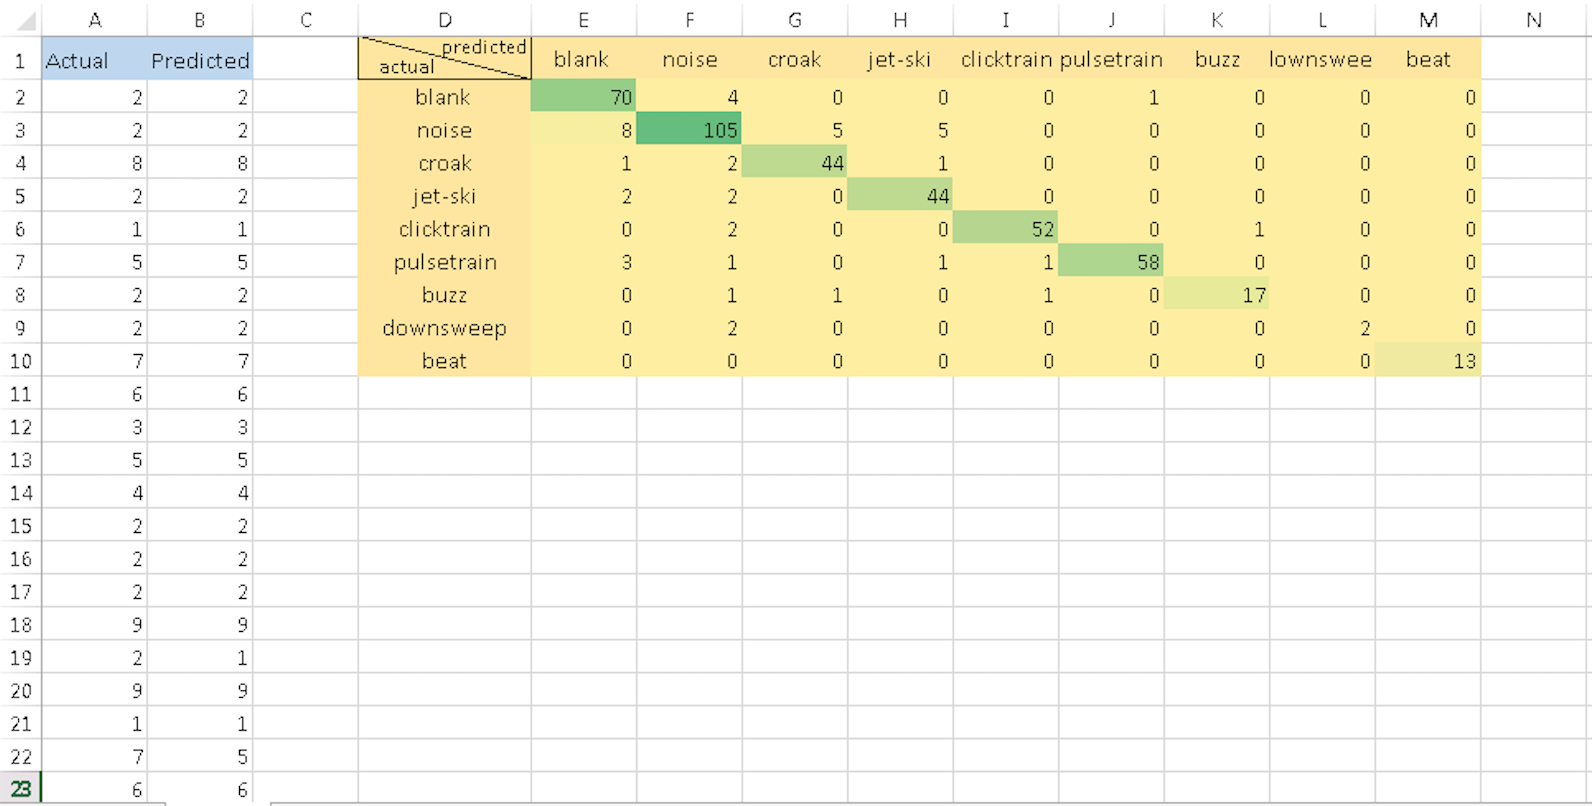 A B C D E F G H I J K L M N
1 Actual Predicted predicted actual blank noise croak jet-ski clicktrain pulsetrain buzz lownswee beat
2 2 2 blank 70 4 0 0 0 1 0 0 0
3 2 2 noise 8 105 5 5 0 0 0 0 0
4 8 8 croak 1 2 44 1 0 0 0 0 0
5 2 2 jet-ski 2 2 0 44 0 0 0 0 0
6 1 1 clicktrain 0 2 0 0 52 0 1 0 0
7 5 5 pulsetrain 3 1 0 1 1 58 0 0 0
8 2 2 buzz 0 1 1 0 1 0 17 0 0
9 2 2 downsweep 0 2 0 0 0 0 0 2 0
10 7 7 beat 0 0 0 0 0 0 0 0 13
11 6 6
12 3 3
13 5 5
14 4 4
15 2 2
16 2 2
17 2 2
18 9 9
19 2 1
20 9 9
21 1 1
22 7 5
23 6 6